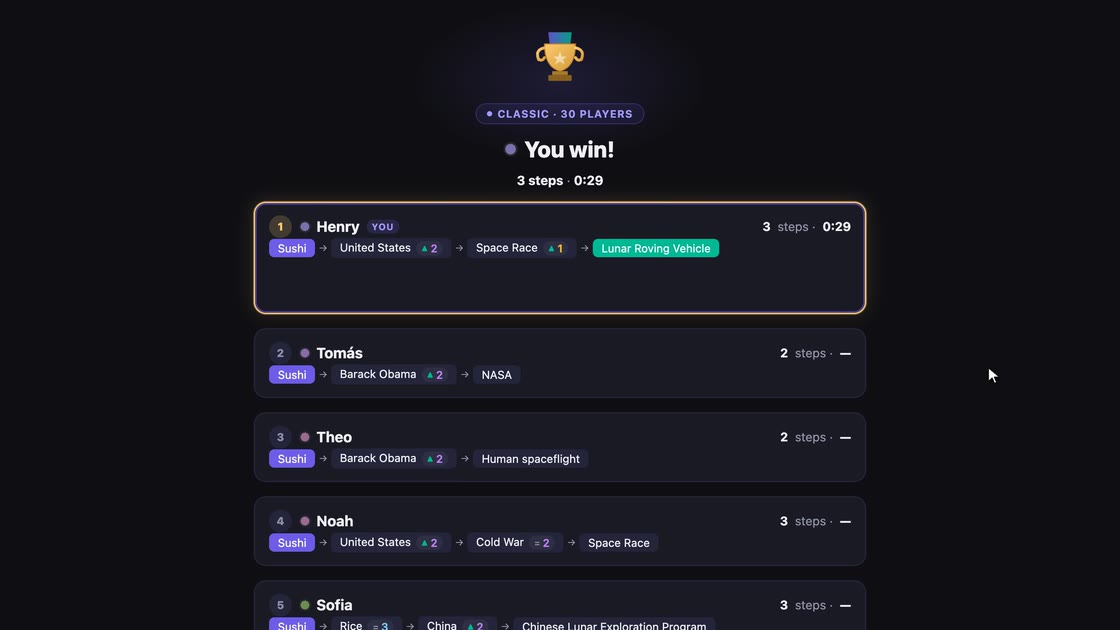 CLASSIC · 30 PLAYERS
You win!
3 steps · 0:29
1 Henry YOU 3 steps · 0:29
Sushi → United States ▲2 → Space Race ▲1 → Lunar Roving Vehicle
2 Tomás 2 steps · —
Sushi → Barack Obama ▲2 → NASA
3 Theo 2 steps · —
Sushi → Barack Obama ▲2 → Human spaceflight
4 Noah 3 steps · —
Sushi → United States ▲2 → Cold War =2 → Space Race
5 Sofia 3 steps · —
Sushi → Rice =3 → China ▲2 → Chinese Lunar Exploration Program